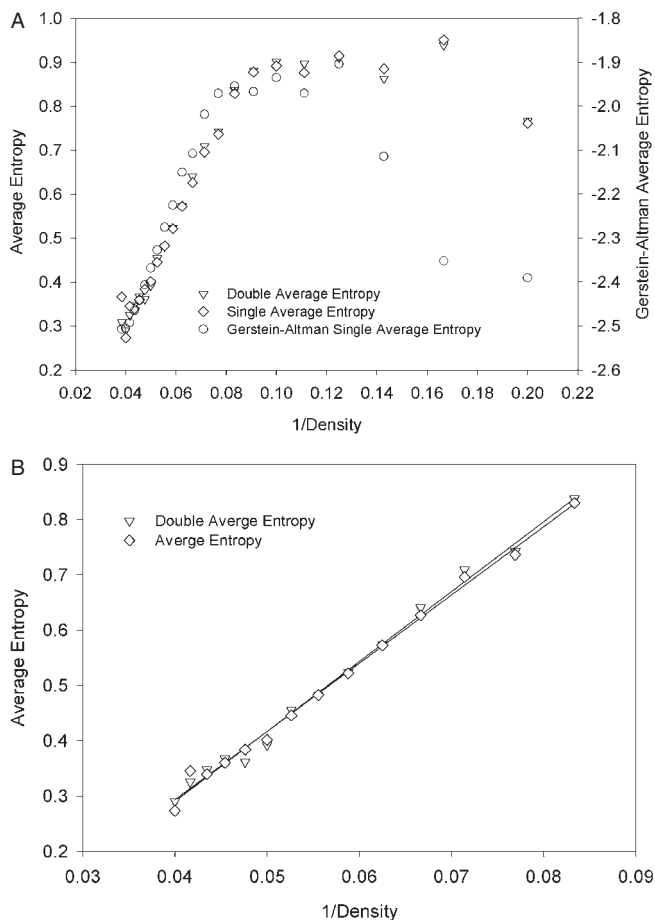 A
1.0
0.9
0.8
0.7
0.6
0.5
0.4
0.3
0.2
Average Entropy
-1.8
-1.9
-2.0
-2.1
-2.2
-2.3
-2.4
-2.5
-2.6
Gerstein-Altman Average Entropy
Double Average Entropy
Single Average Entropy
Gerstein-Altman Single Average Entropy
0.02 0.04 0.06 0.08 0.10 0.12 0.14 0.16 0.18 0.20 0.22
1/Density
B
0.9
0.8
0.7
0.6
0.5
0.4
0.3
0.2
Average Entropy
Double Averge Entropy
Averge Entropy
0.03 0.04 0.05 0.06 0.07 0.08 0.09
1/Density